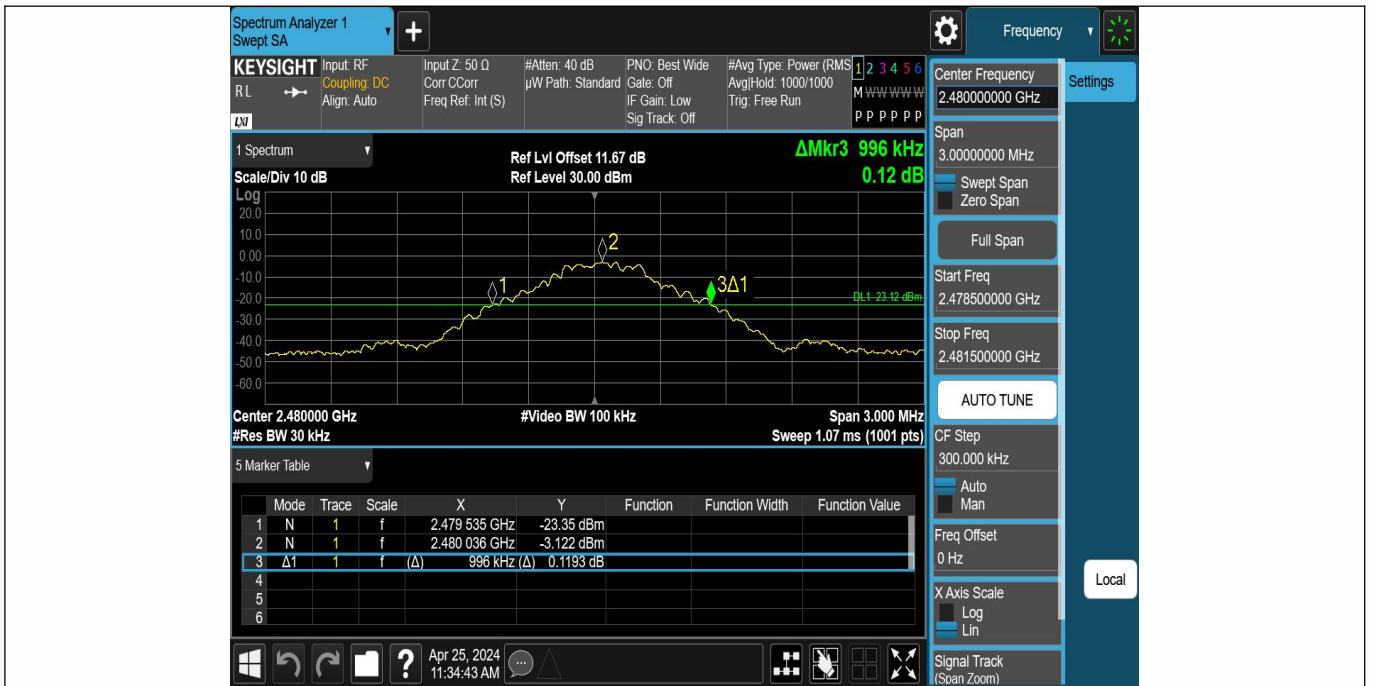 Spectrum Analyzer 1
Swept SA
+
Frequency
KEYSIGHT
RL
LXI
Input: RF
Coupling: DC
Align: Auto
Input Z: 50 Ω
Corr CCorr
Freq Ref: Int (S)
#Atten: 40 dB
µW Path: Standard
PNO: Best Wide
Gate: Off
IF Gain: Low
Sig Track: Off
#Avg Type: Power (RMS
Avg|Hold: 1000/1000
Trig: Free Run
1 2 3 4 5 6
M W W W W W
P P P P P P
1 Spectrum
Scale/Div 10 dB
Ref Lvl Offset 11.67 dB
Ref Level 30.00 dBm
ΔMkr3 996 kHz
0.12 dB
Log
20.0
10.0
0.00
-10.0
-20.0
-30.0
-40.0
-50.0
-60.0
1
2
3Δ1
DL1 -23.12 dBm
Center 2.480000 GHz
#Video BW 100 kHz
Span 3.000 MHz
#Res BW 30 kHz
Sweep 1.07 ms (1001 pts)
5 Marker Table
Mode Trace Scale X Y Function Function Width Function Value
1 N 1 f 2.479 535 GHz -23.35 dBm
2 N 1 f 2.480 036 GHz -3.122 dBm
3 Δ1 1 f (Δ) 996 kHz (Δ) 0.1193 dB
4
5
6
?
Apr 25, 2024
11:34:43 AM
Center Frequency
2.480000000 GHz
Span
3.00000000 MHz
Swept Span
Zero Span
Full Span
Start Freq
2.478500000 GHz
Stop Freq
2.481500000 GHz
AUTO TUNE
CF Step
300.000 kHz
Auto
Man
Freq Offset
0 Hz
X Axis Scale
Log
Lin
Signal Track
(Span Zoom)
Settings
Local